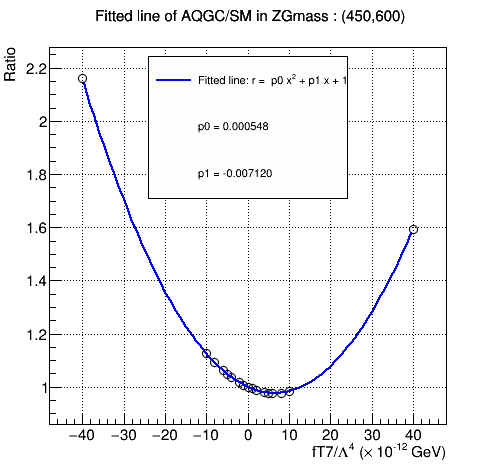 Fitted line of AQGC/SM in ZGmass : (450,600)
Ratio
2.2
2
1.8
1.6
1.4
1.2
1
Fitted line: r = p0 x² + p1 x + 1
p0 = 0.000548
p1 = -0.007120
−40 −30 −20 −10 0 10 20 30 40
fT7/Λ⁴ (× 10⁻¹² GeV)